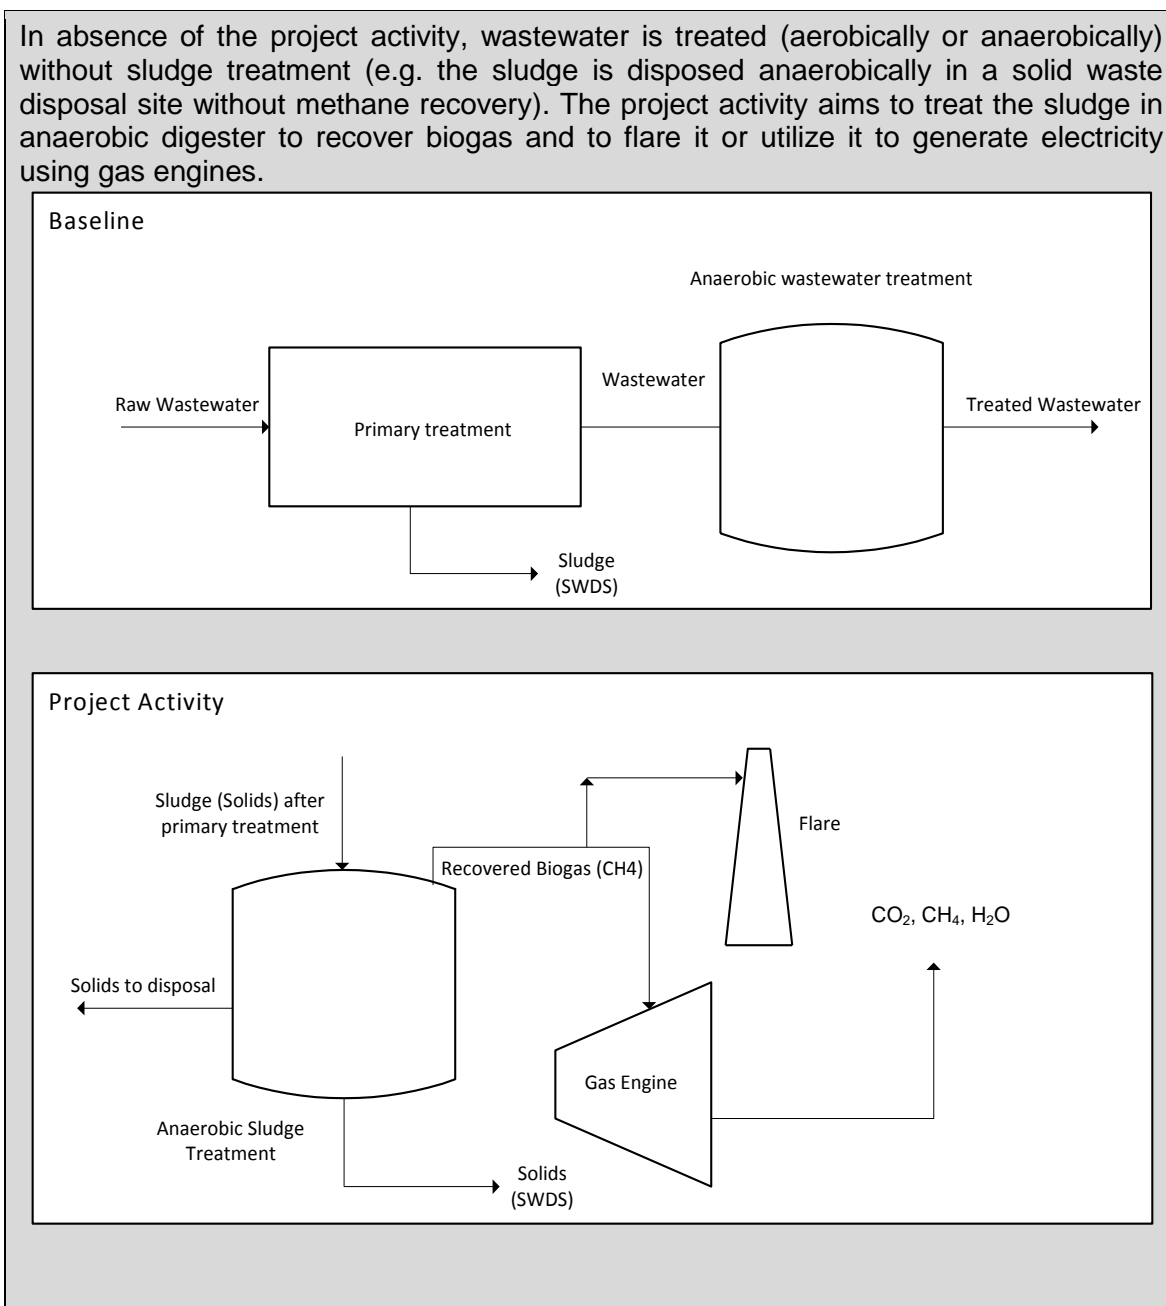 In absence of the project activity, wastewater is treated (aerobically or anaerobically)
without sludge treatment (e.g. the sludge is disposed anaerobically in a solid waste
disposal site without methane recovery). The project activity aims to treat the sludge in
anaerobic digester to recover biogas and to flare it or utilize it to generate electricity
using gas engines.
Baseline
Anaerobic wastewater treatment
Raw Wastewater
Primary treatment
Wastewater
Treated Wastewater
Sludge
(SWDS)
Project Activity
Sludge (Solids) after
primary treatment
Recovered Biogas (CH4)
Flare
CO₂, CH₄, H₂O
Solids to disposal
Gas Engine
Anaerobic Sludge
Treatment
Solids
(SWDS)